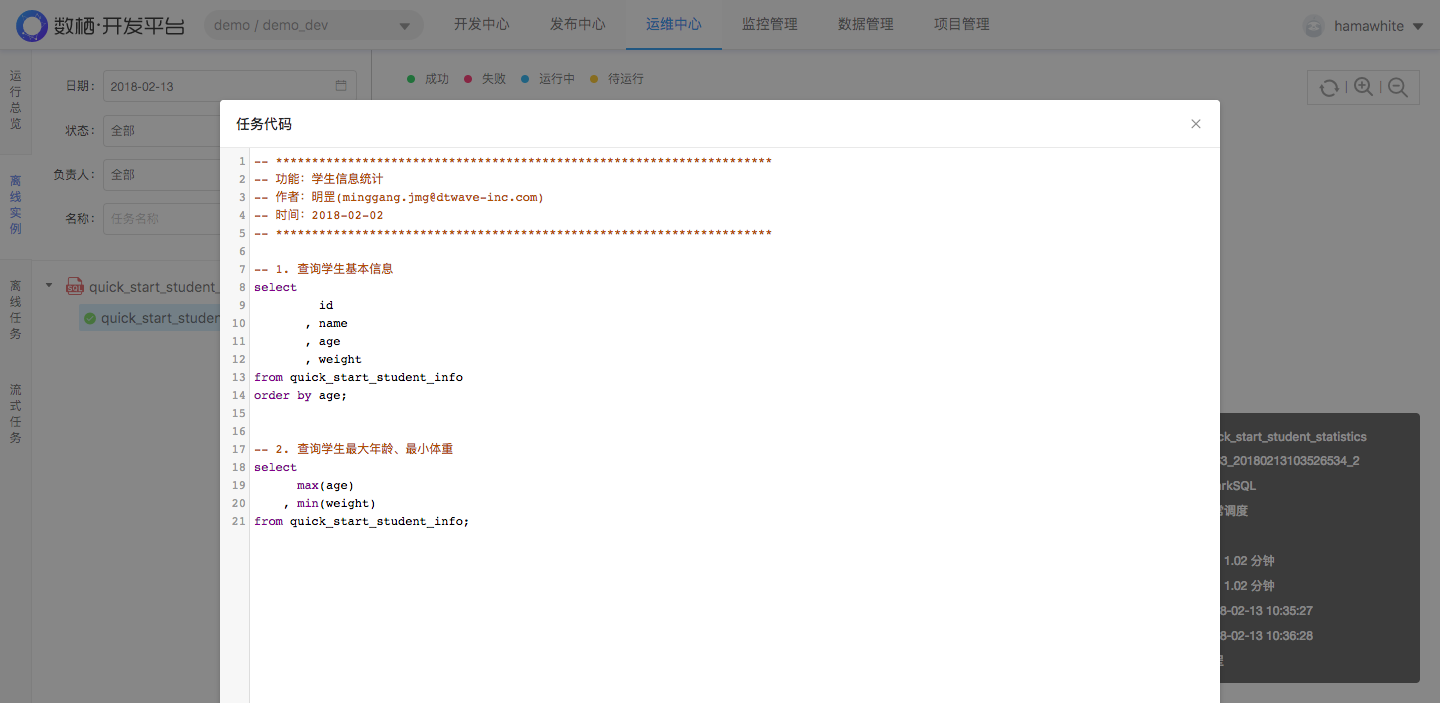 数栖·开发平台
demo / demo_dev
开发中心
发布中心
运维中心
监控管理
数据管理
项目管理
hamawhite
运行总览
离线实例
离线任务
流式任务
日期：
2018-02-13
状态：
全部
负责人：
全部
名称：
任务名称
SQL
quick_start_student_
quick_start_studen
成功
失败
运行中
待运行
任务代码
1 -- *********************************************************************
2 -- 功能：学生信息统计
3 -- 作者：明罡(minggang.jmg@dtwave-inc.com)
4 -- 时间：2018-02-02
5 -- *********************************************************************
6
7 -- 1. 查询学生基本信息
8 select
9 id
10 , name
11 , age
12 , weight
13 from quick_start_student_info
14 order by age;
15
16
17 -- 2. 查询学生最大年龄、最小体重
18 select
19 max(age)
20 , min(weight)
21 from quick_start_student_info;
ck_start_student_statistics
3_20180213103526534_2
rkSQL
常调度
1.02 分钟
1.02 分钟
8-02-13 10:35:27
8-02-13 10:36:28